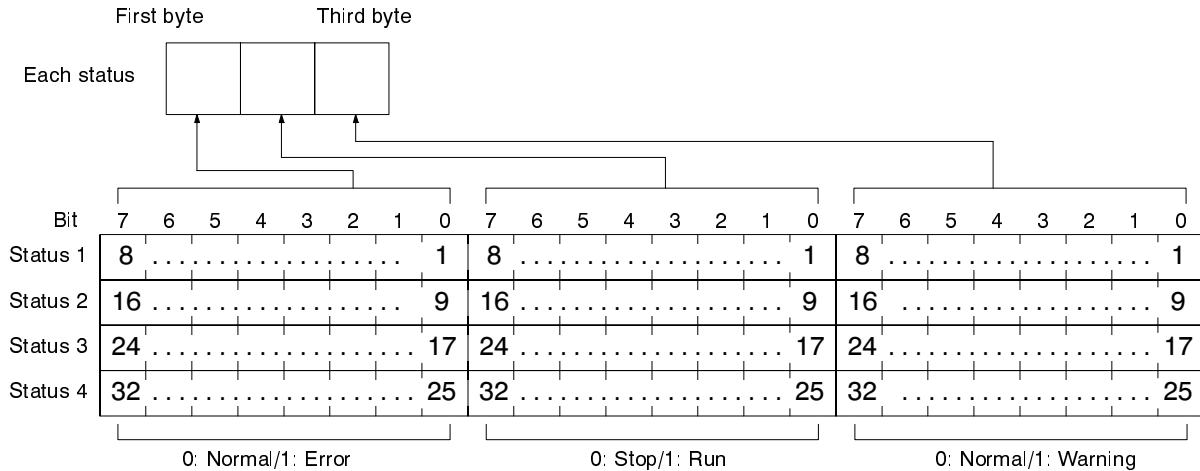 First byte Third byte
Each status
Bit 7 6 5 4 3 2 1 0 7 6 5 4 3 2 1 0 7 6 5 4 3 2 1 0
Status 1 8 .................. 1 8 .................... 1 8 .................... 1
Status 2 16 .................. 9 16 .................... 9 16 ................... 9
Status 3 24 .................... 17 24 .................... 17 24 .................... 17
Status 4 32 .................... 25 32 .................... 25 32 ................... 25
0: Normal/1: Error 0: Stop/1: Run 0: Normal/1: Warning